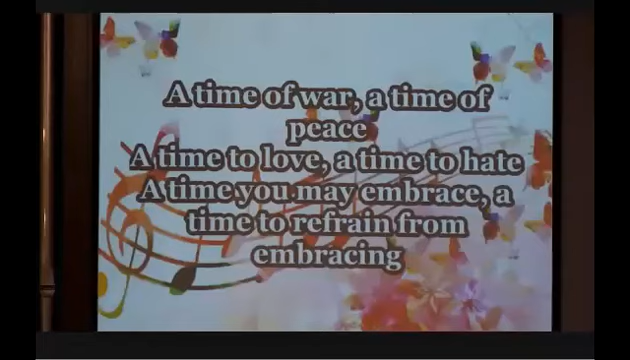 A time of war, a time of
peace
A time to love, a time to hate
A time you may embrace, a
time to refrain from
embracing